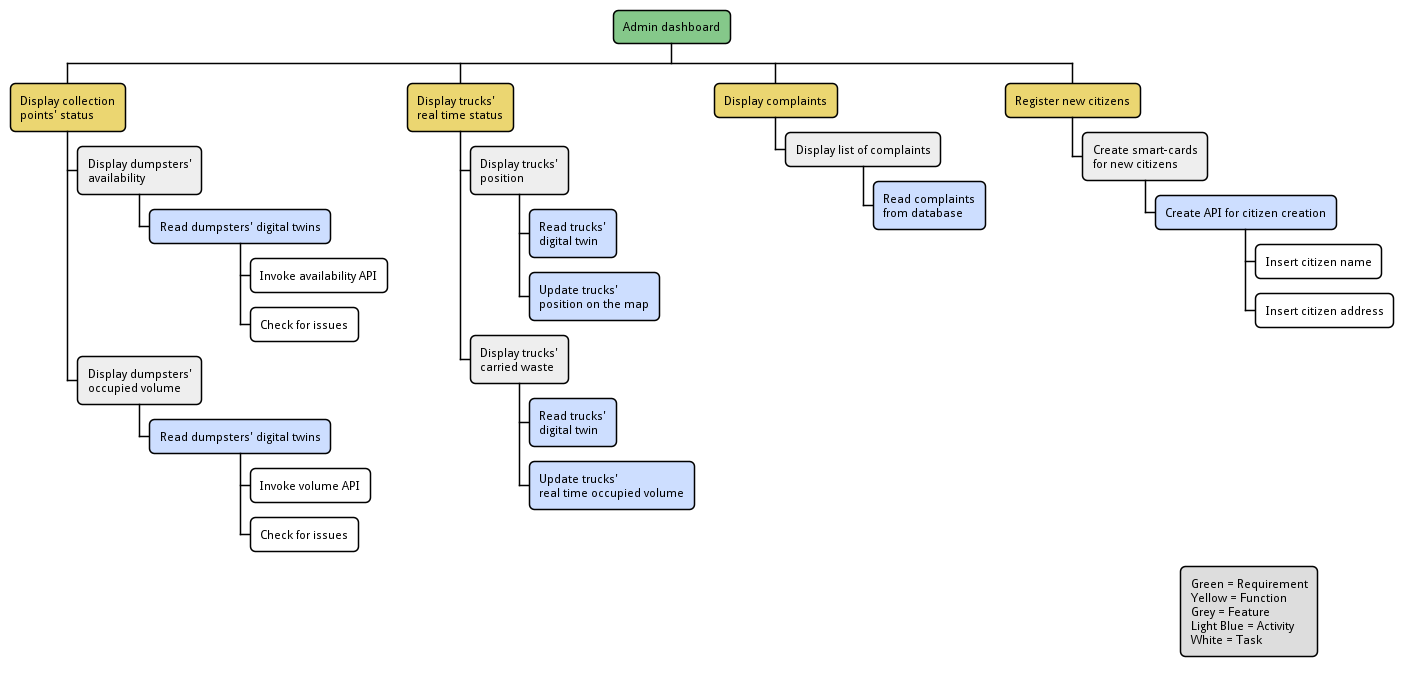 Admin dashboard
Display collection
points' status
Display dumpsters'
availability
Read dumpsters' digital twins
Invoke availability API
Check for issues
Display dumpsters'
occupied volume
Read dumpsters' digital twins
Invoke volume API
Check for issues
Display trucks'
real time status
Display trucks'
position
Read trucks'
digital twin
Update trucks'
position on the map
Display trucks'
carried waste
Read trucks'
digital twin
Update trucks'
real time occupied volume
Display complaints
Display list of complaints
Read complaints
from database
Register new citizens
Create smart-cards
for new citizens
Create API for citizen creation
Insert citizen name
Insert citizen address
Green = Requirement
Yellow = Function
Grey = Feature
Light Blue = Activity
White = Task